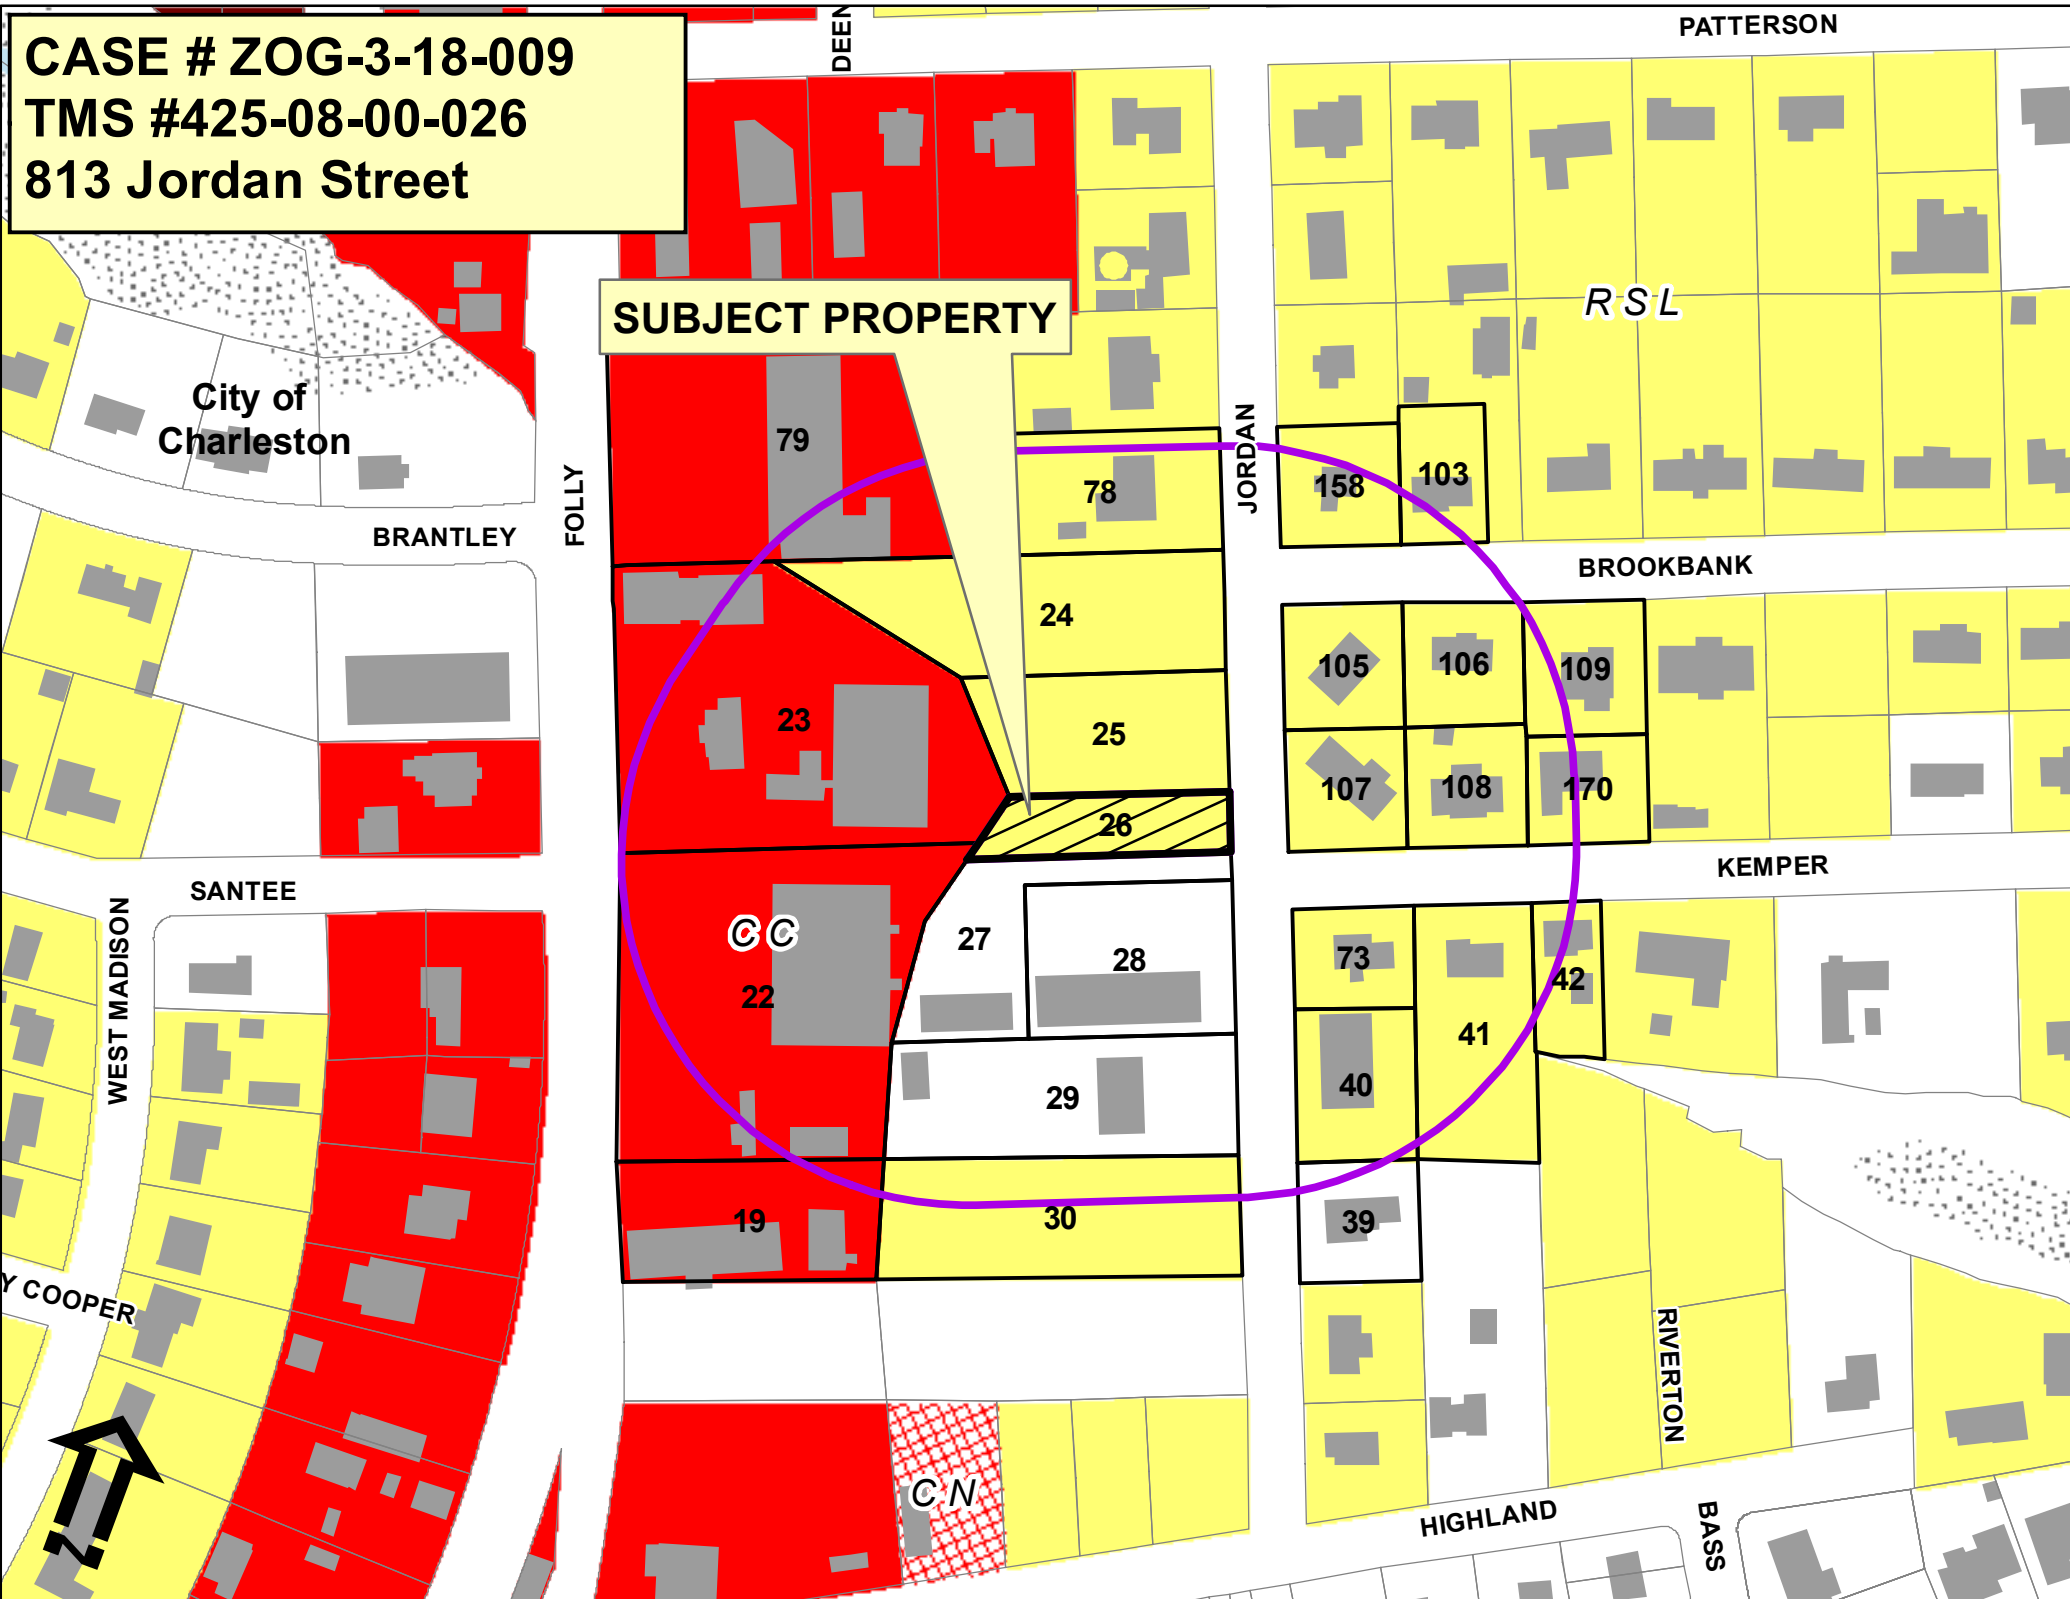 CASE # ZOG-3-18-009
TMS #425-08-00-026
813 Jordan Street
PATTERSON
DEEN
SUBJECT PROPERTY
R S L
City of
Charleston
79
JORDAN
158
103
78
FOLLY
BRANTLEY
BROOKBANK
24
105
106
109
23
25
107
108
170
26
KEMPER
SANTEE
WEST MADISON
C C
22
27
28
73
42
41
29
40
19
30
39
Y COOPER
RIVERTON
C N
HIGHLAND
BASS
N